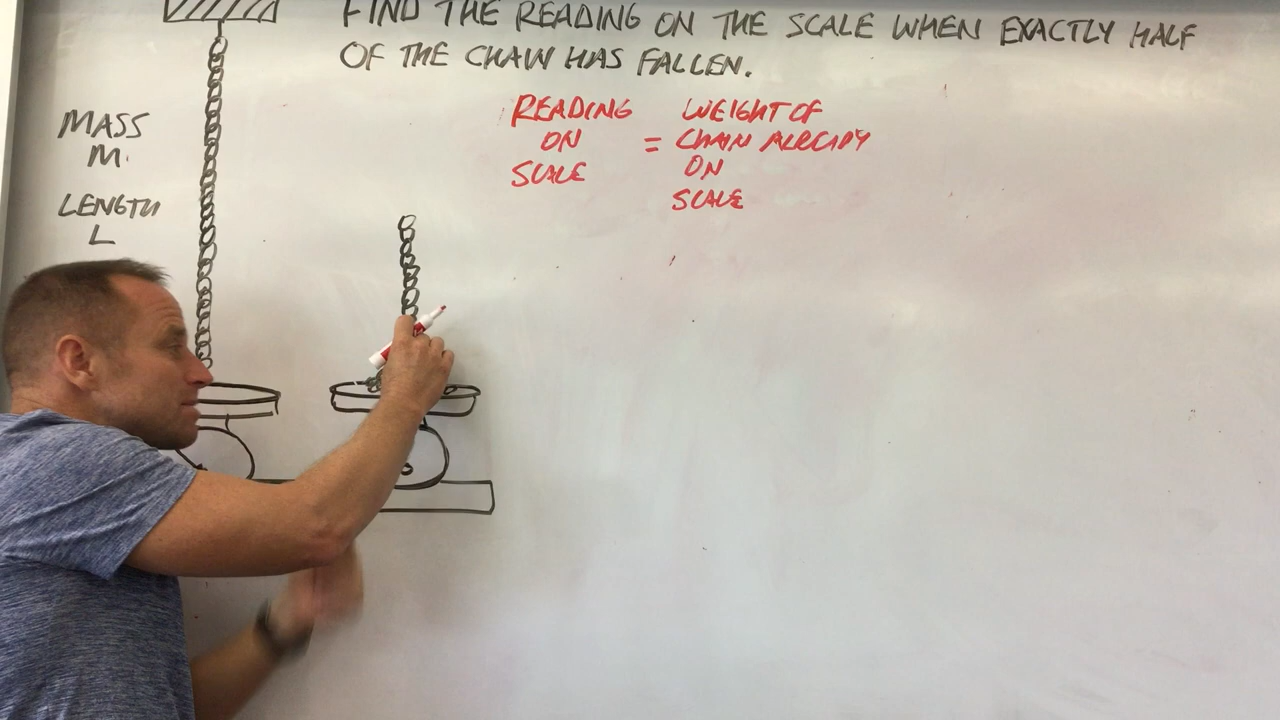 FIND THE READING ON THE SCALE WHEN EXACTLY HALF
OF THE CHAIN HAS FALLEN.
MASS
M.
LENGTH
L
READING
ON
SCALE
=
WEIGHT OF
CHAIN ALREADY
ON
SCALE